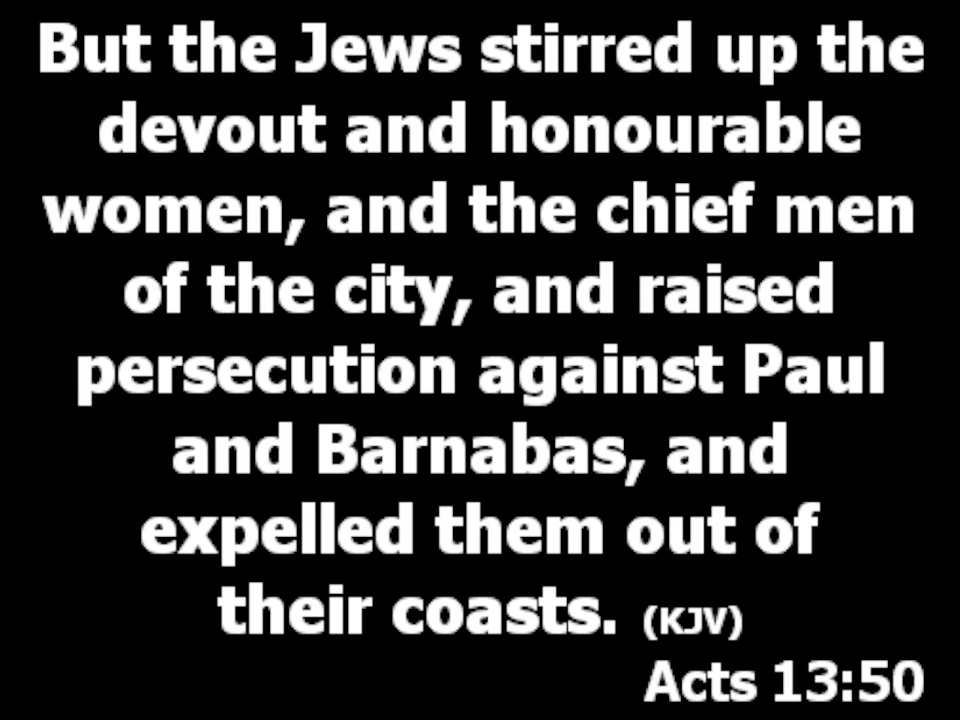 But the Jews stirred up the
devout and honourable
women, and the chief men
of the city, and raised
persecution against Paul
and Barnabas, and
expelled them out of
their coasts. (KJV)
Acts 13:50